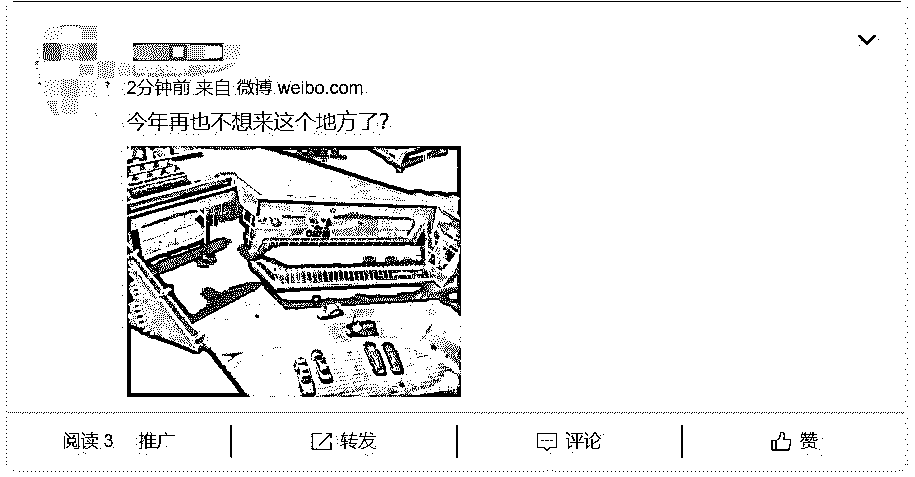 2分钟前 来自 微博 weibo.com
今年再也不想来这个地方了?
阅读 3 推广 转发 评论 赞